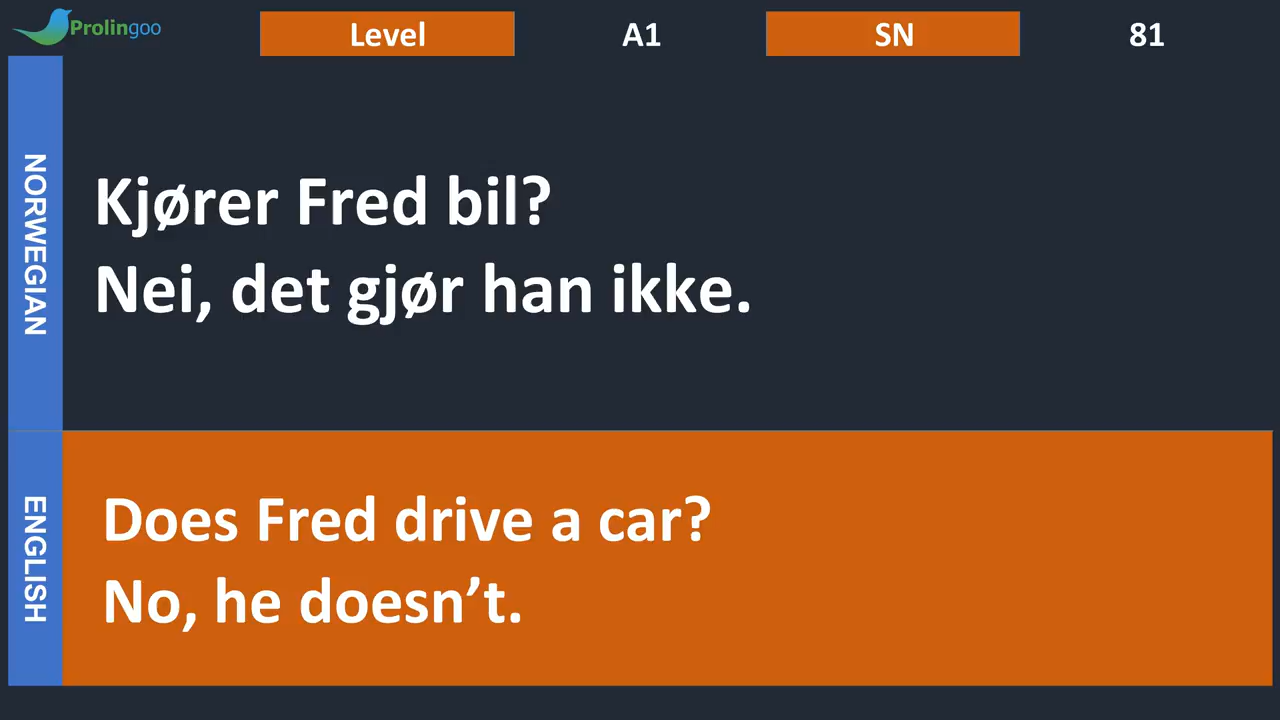 Prolingoo
Level A1 SN 81
NORWEGIAN
Kjører Fred bil?
Nei, det gjør han ikke.
ENGLISH
Does Fred drive a car?
No, he doesn’t.